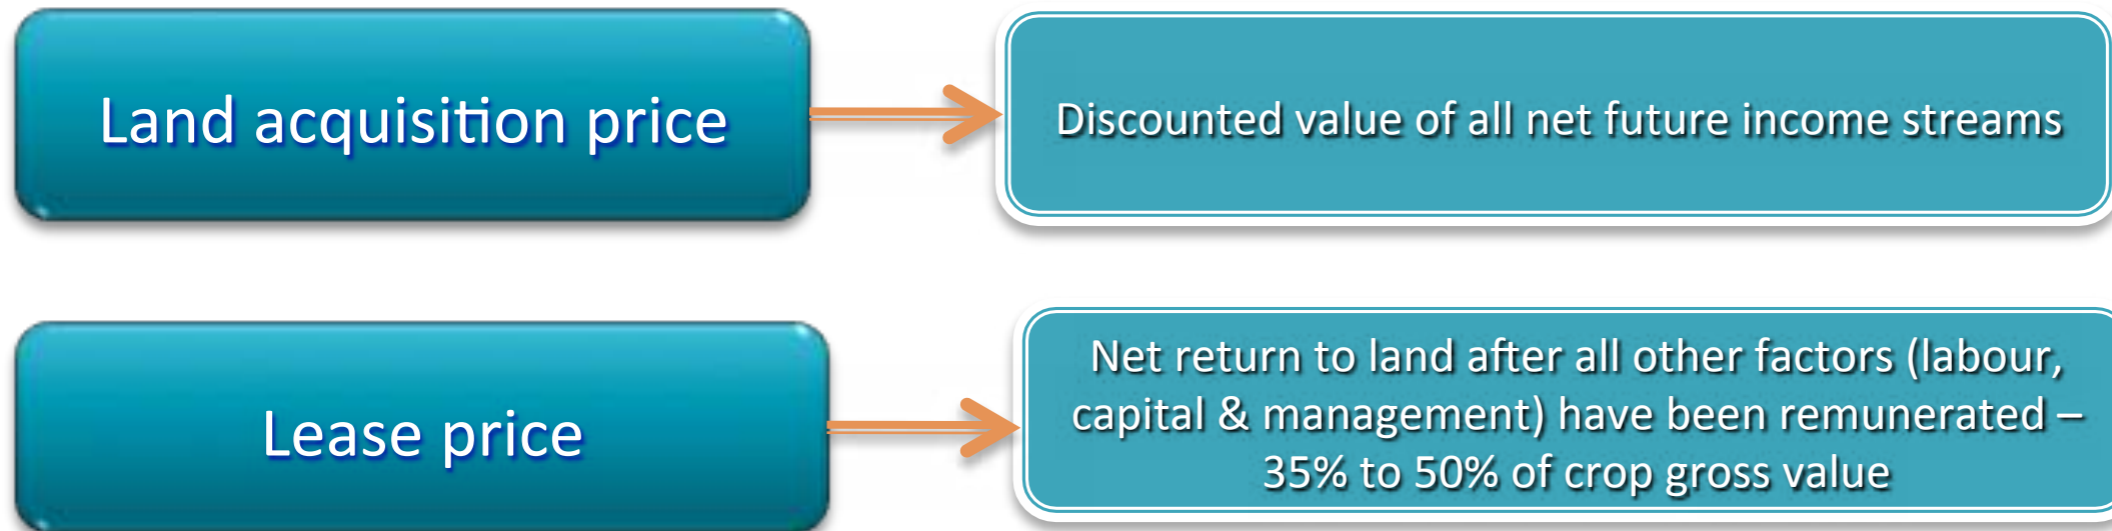 Land acquisition price
Discounted value of all net future income streams
Lease price
Net return to land after all other factors (labour,
capital & management) have been remunerated –
35% to 50% of crop gross value